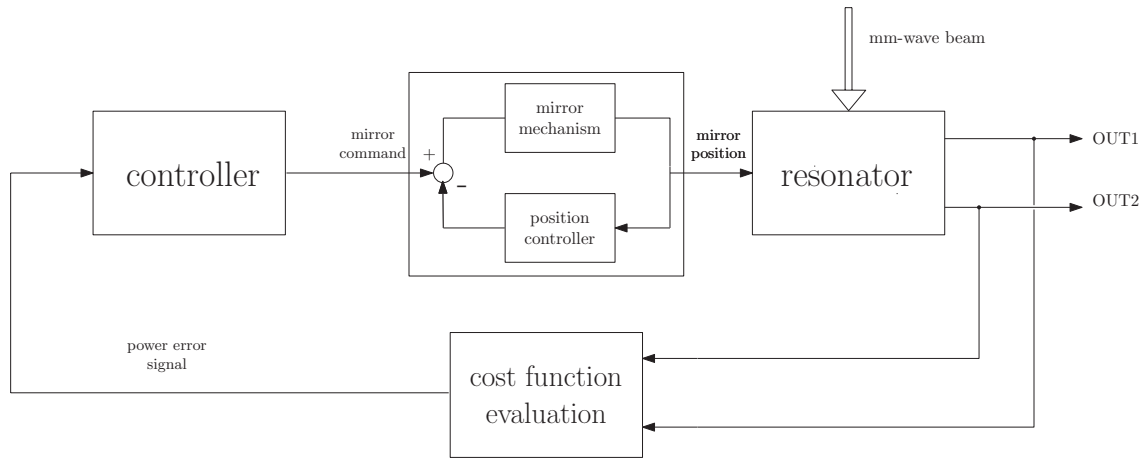 mm-wave beam
mirror
mechanism
mirror
command
+
mirror
position
OUT1
controller
resonator
-
OUT2
position
controller
power error
signal
cost function
evaluation